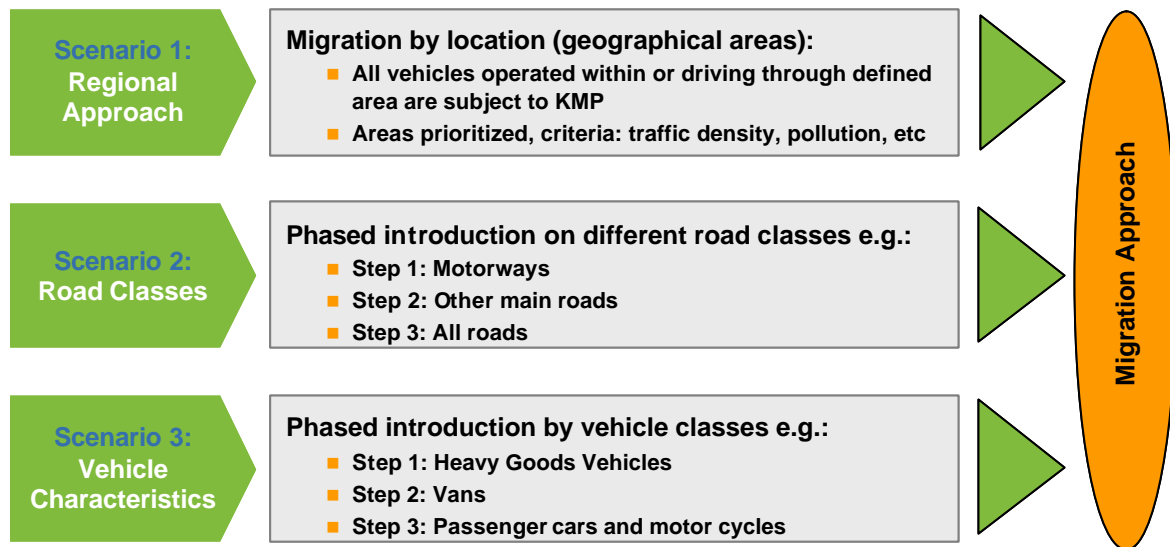 Scenario 1:
Regional
Approach
Migration by location (geographical areas):
All vehicles operated within or driving through defined
area are subject to KMP
Areas prioritized, criteria: traffic density, pollution, etc
Scenario 2:
Road Classes
Phased introduction on different road classes e.g.:
Step 1: Motorways
Step 2: Other main roads
Step 3: All roads
Scenario 3:
Vehicle
Characteristics
Phased introduction by vehicle classes e.g.:
Step 1: Heavy Goods Vehicles
Step 2: Vans
Step 3: Passenger cars and motor cycles
Migration Approach